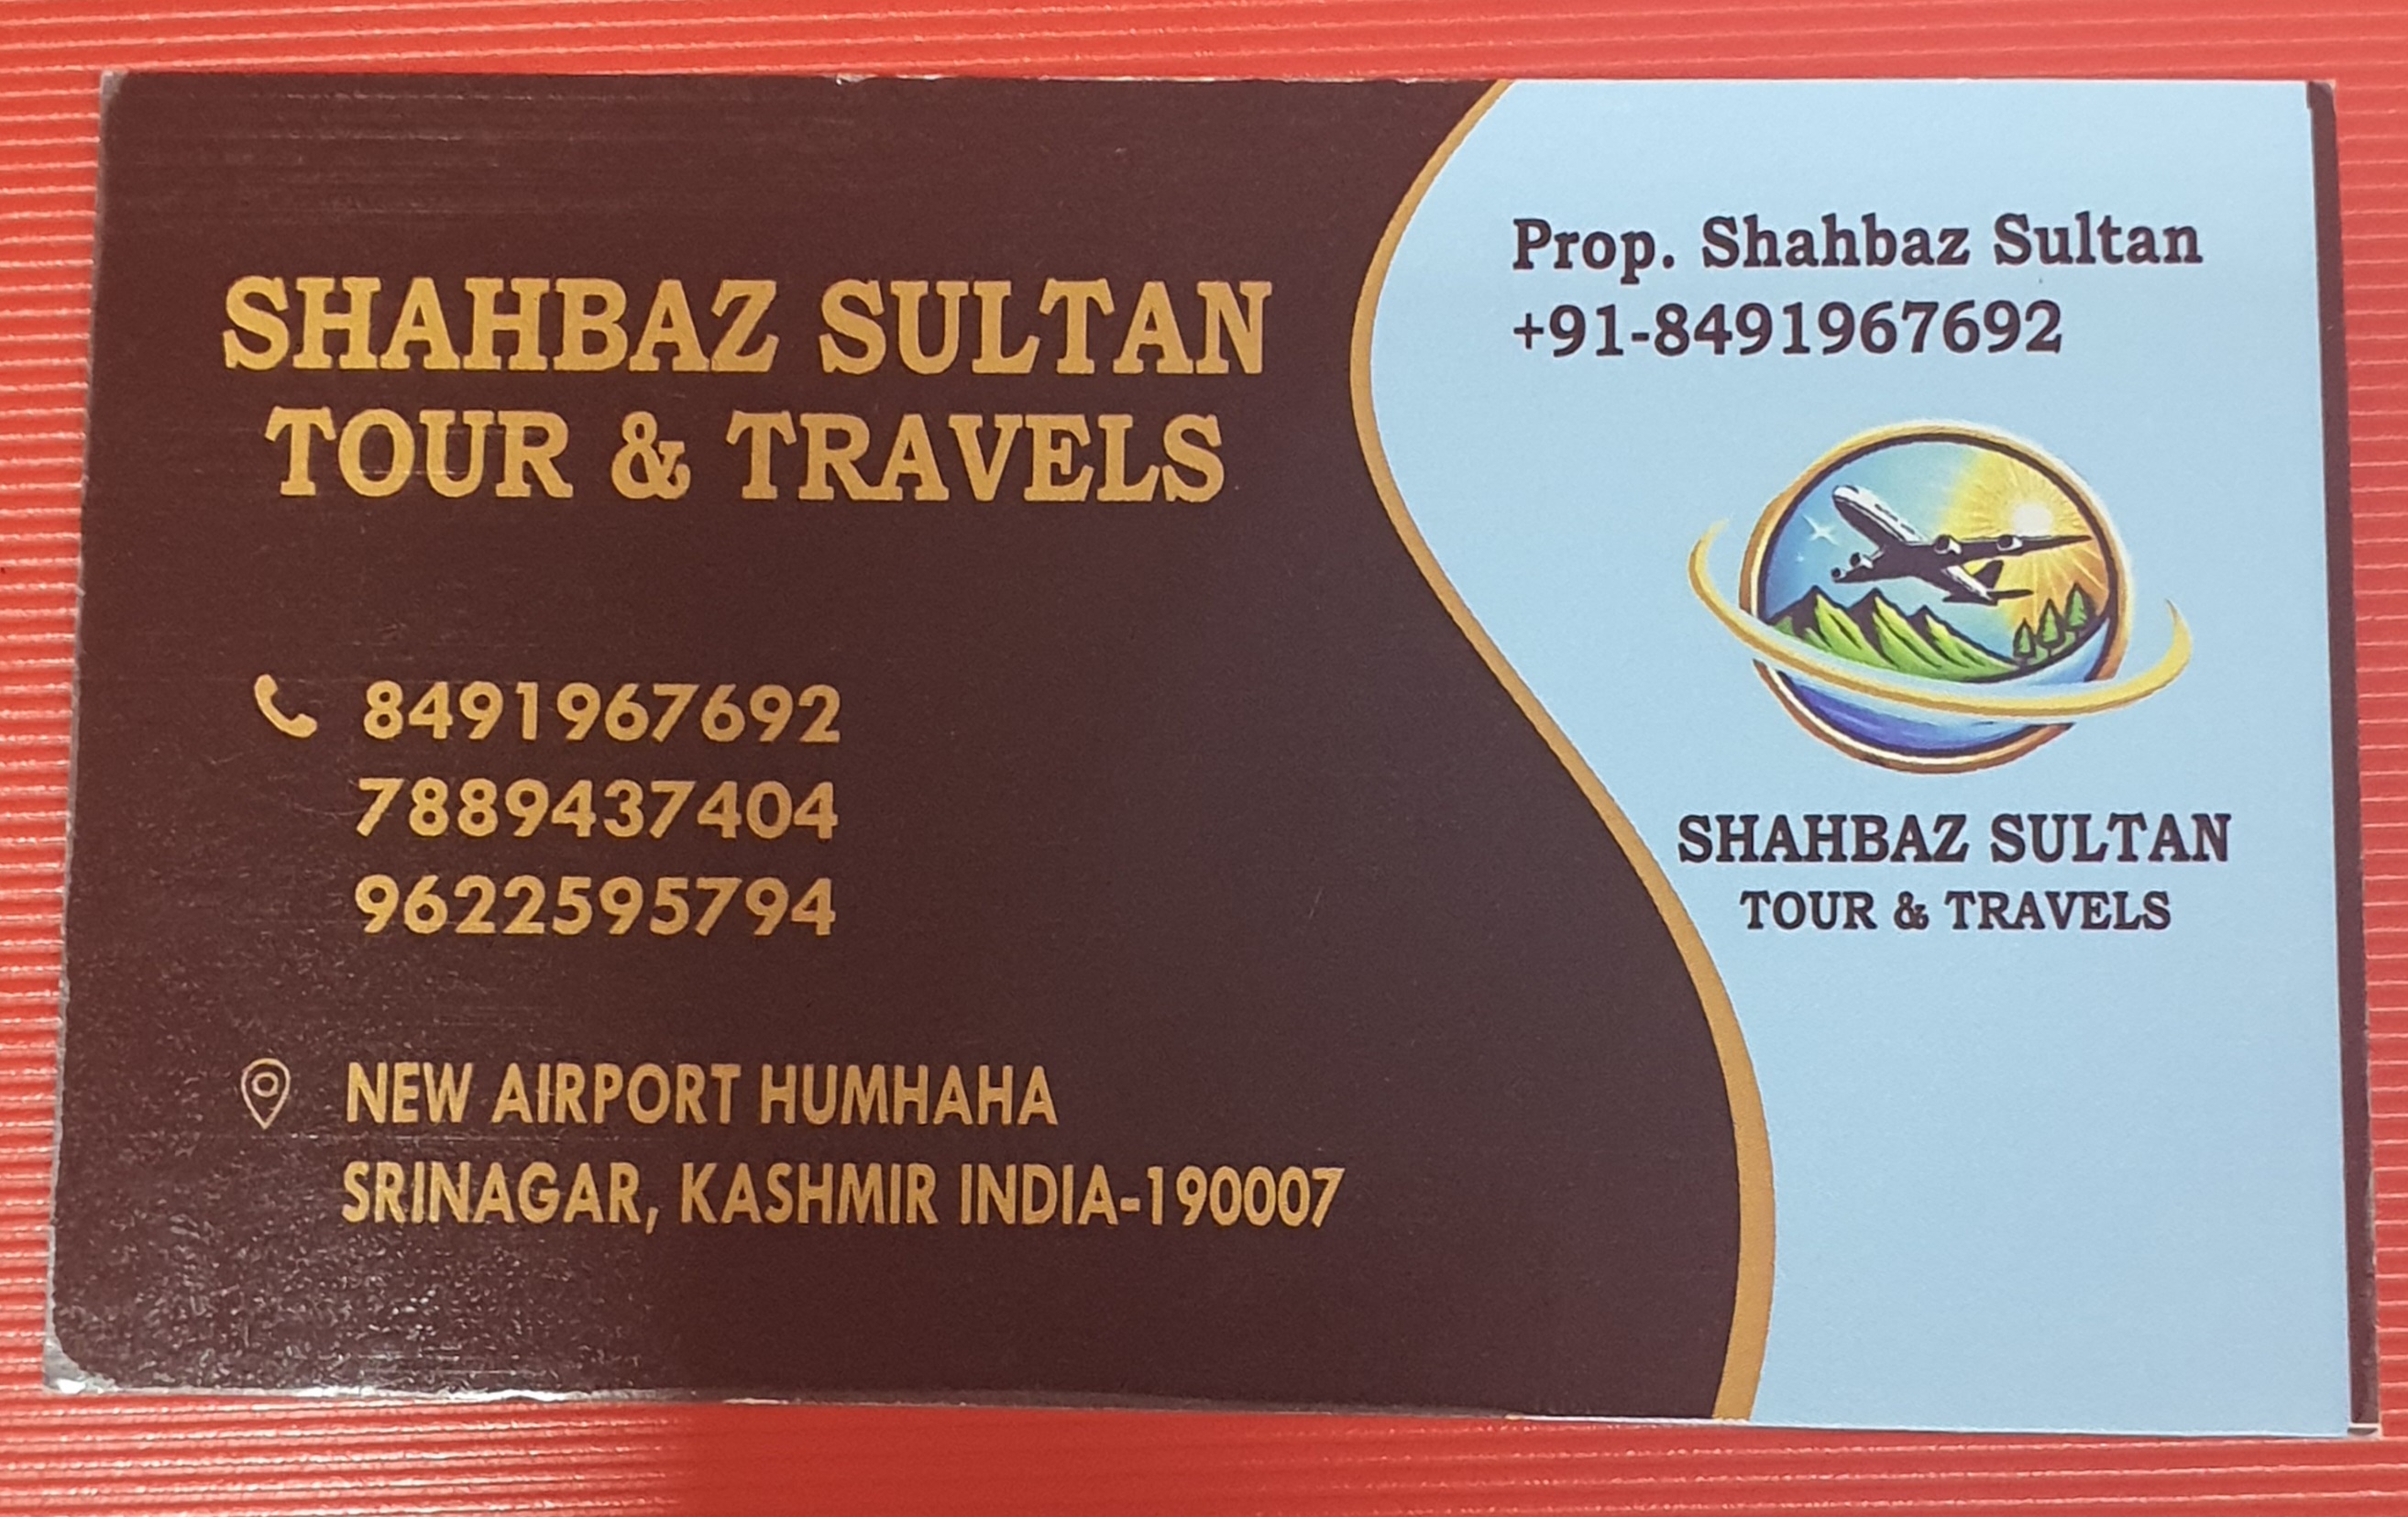 SHAHBAZ SULTAN
TOUR & TRAVELS
8491967692
7889437404
9622595794
NEW AIRPORT HUMHAHA
SRINAGAR, KASHMIR INDIA-190007
Prop. Shahbaz Sultan
+91-8491967692
SHAHBAZ SULTAN
TOUR & TRAVELS